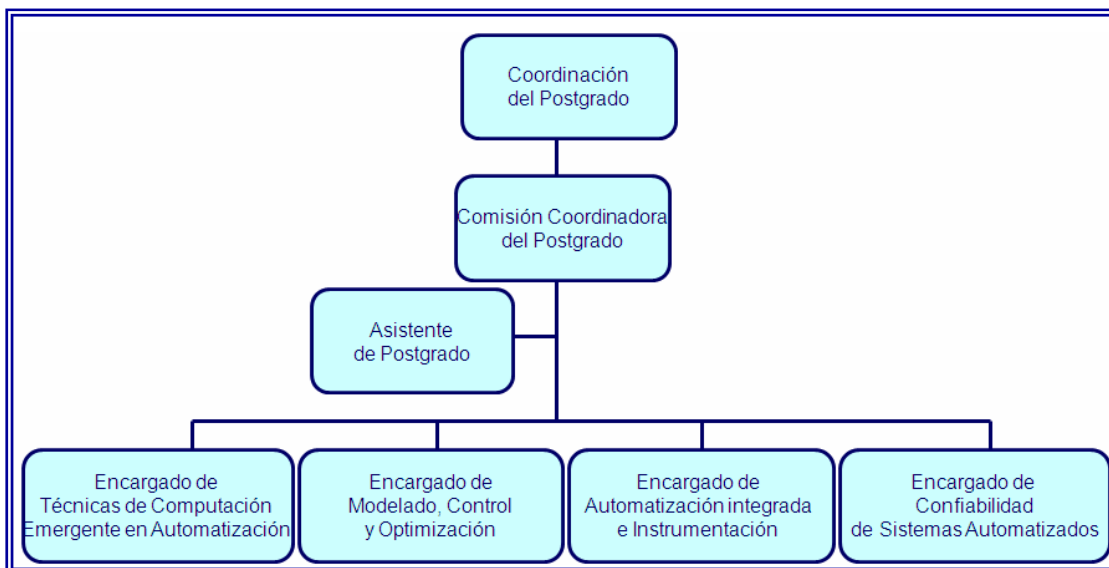 Coordinación
del Postgrado
Comisión Coordinadora
del Postgrado
Asistente
de Postgrado
Encargado de
Técnicas de Computación
Emergente en Automatización
Encargado de
Modelado, Control
y Optimización
Encargado de
Automatización integrada
e Instrumentación
Encargado de
Confiabilidad
de Sistemas Automatizados